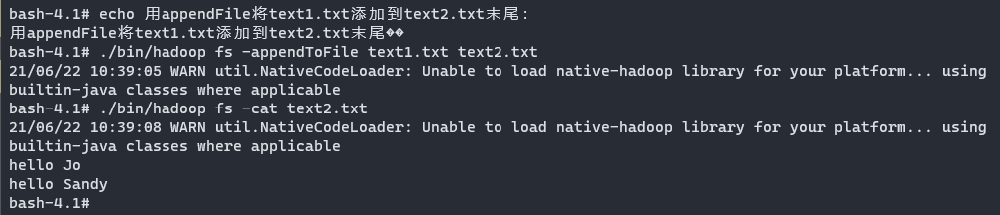 bash-4.1# echo 用appendFile将text1.txt添加到text2.txt末尾:
用appendFile将text1.txt添加到text2.txt末尾��
bash-4.1# ./bin/hadoop fs -appendToFile text1.txt text2.txt
21/06/22 10:39:05 WARN util.NativeCodeLoader: Unable to load native-hadoop library for your platform... using
builtin-java classes where applicable
bash-4.1# ./bin/hadoop fs -cat text2.txt
21/06/22 10:39:08 WARN util.NativeCodeLoader: Unable to load native-hadoop library for your platform... using
builtin-java classes where applicable
hello Jo
hello Sandy
bash-4.1#